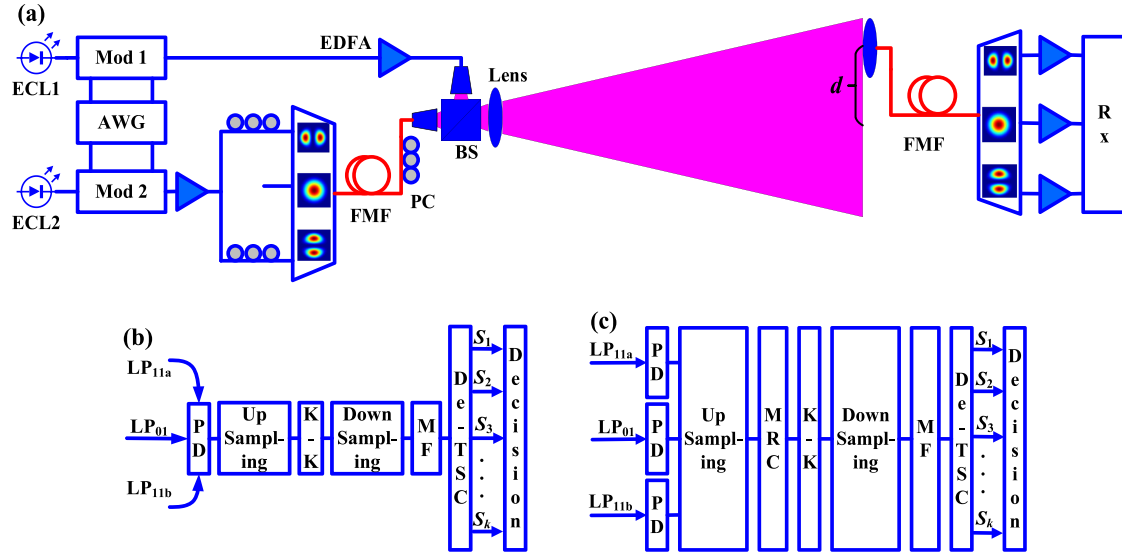 (a)
EDFA
Mod 1
Lens
ECL1
d
R
x
AWG
BS
FMF
Mod 2
PC
FMF
ECL2
(b)
LP11a
LP01
LP11b
P
D
Up
Sampl-
ing
K
-
K
Down
Sampl-
ing
M
F
D
e
-
T
S
C
S1
S2
S3
.
.
.
Sk
D
e
c
i
s
i
o
n
(c)
LP11a
LP01
LP11b
P
D
P
D
P
D
Up
Sampl-
ing
M
R
C
K
-
K
Down
Sampl-
ing
M
F
D
e
-
T
S
C
S1
S2
S3
.
.
.
Sk
D
e
c
i
s
i
o
n